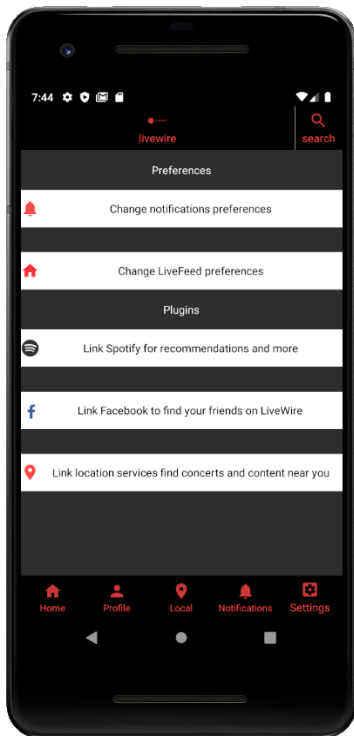 7:44
livewire
search
Preferences
Change notifications preferences
Change LiveFeed preferences
Plugins
Link Spotify for recommendations and more
Link Facebook to find your friends on LiveWire
Link location services find concerts and content near you
Home
Profile
Local
Notifications
Settings